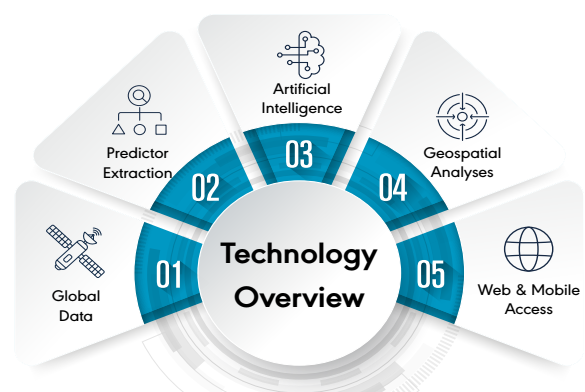 Technology
Overview
01
Global
Data
02
Predictor
Extraction
03
Artificial
Intelligence
04
Geospatial
Analyses
05
Web & Mobile
Access